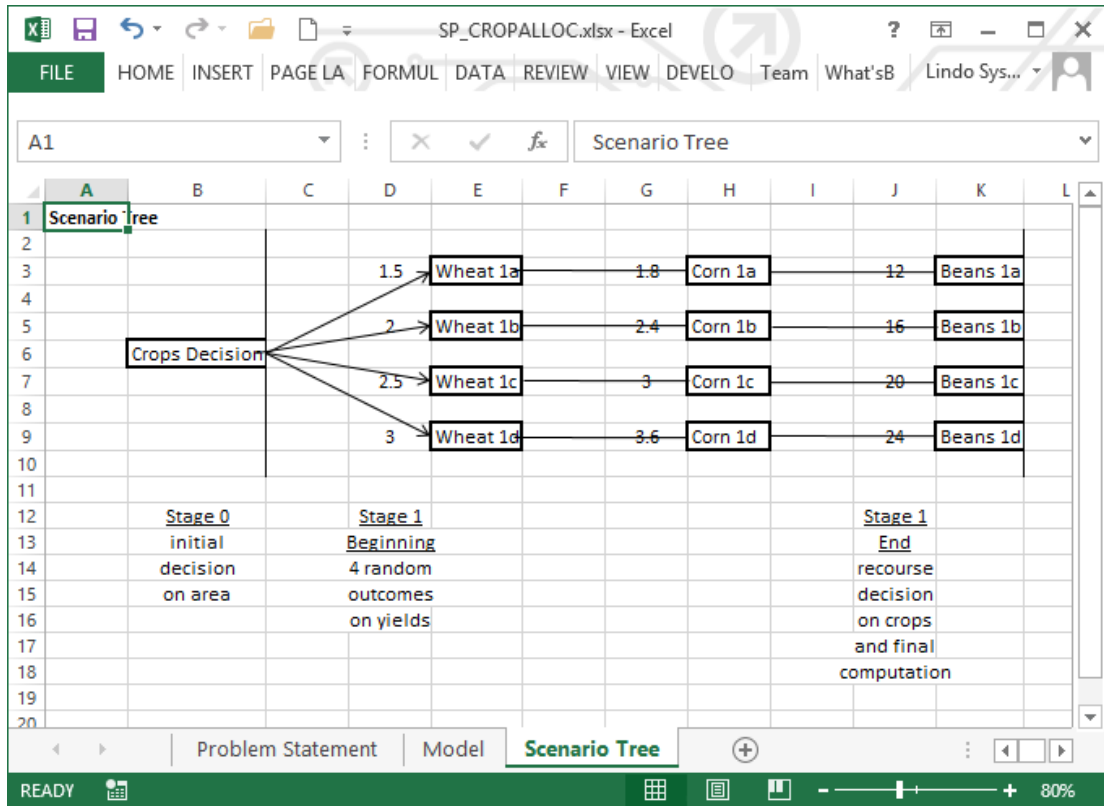 SP_CROPALLOC.xlsx - Excel ?
FILE HOME INSERT PAGE LA FORMUL DATA REVIEW VIEW DEVELO Team What'sB Lindo Sys...
A1 fx Scenario Tree
A B C D E F G H I J K L
1 Scenario Tree
2
3 1.5 Wheat 1a 1.8 Corn 1a 12 Beans 1a
4
5 2 Wheat 1b 2.4 Corn 1b 16 Beans 1b
6 Crops Decision
7 2.5 Wheat 1c 3 Corn 1c 20 Beans 1c
8
9 3 Wheat 1d 3.6 Corn 1d 24 Beans 1d
10
11
12 Stage 0 Stage 1 Stage 1
13 initial Beginning End
14 decision 4 random recourse
15 on area outcomes decision
16 on yields on crops
17 and final
18 computation
19
20
Problem Statement Model Scenario Tree
READY 80%